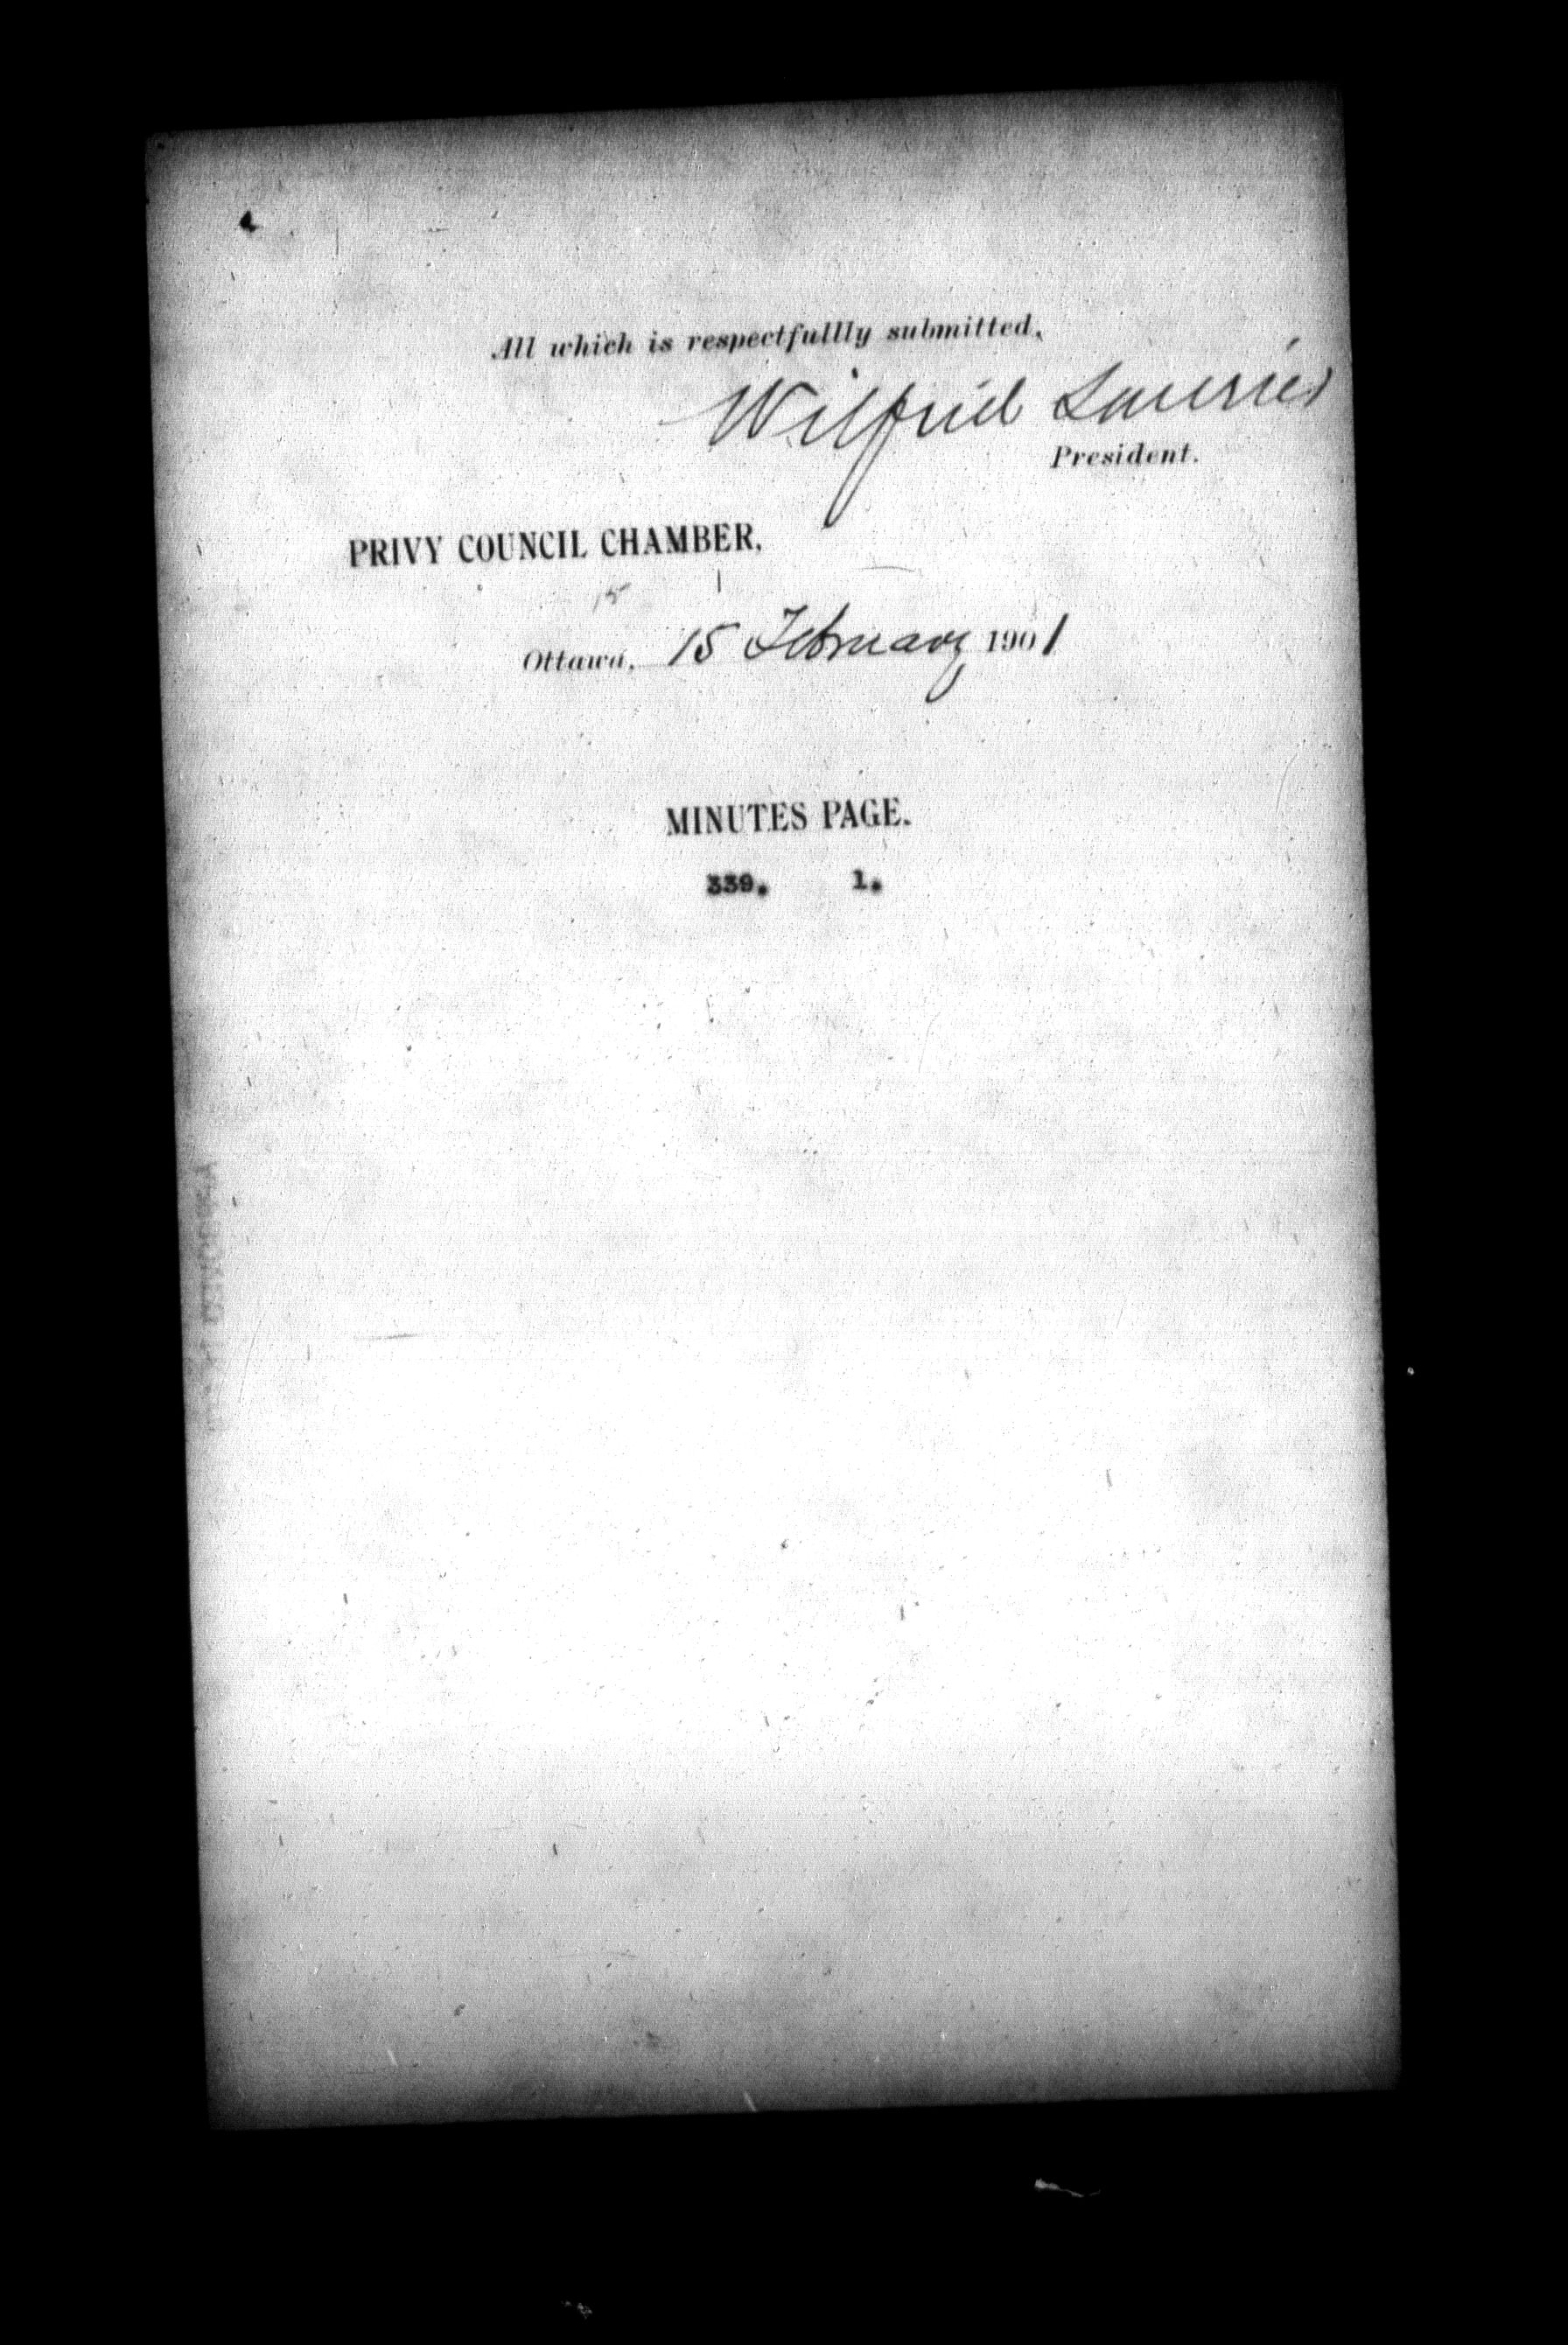 All which is respectfullly submitted,
Wilfrid Laurier
President.
PRIVY COUNCIL CHAMBER,
15
Ottawa, 15 February 1901
MINUTES PAGE.
339. 1.